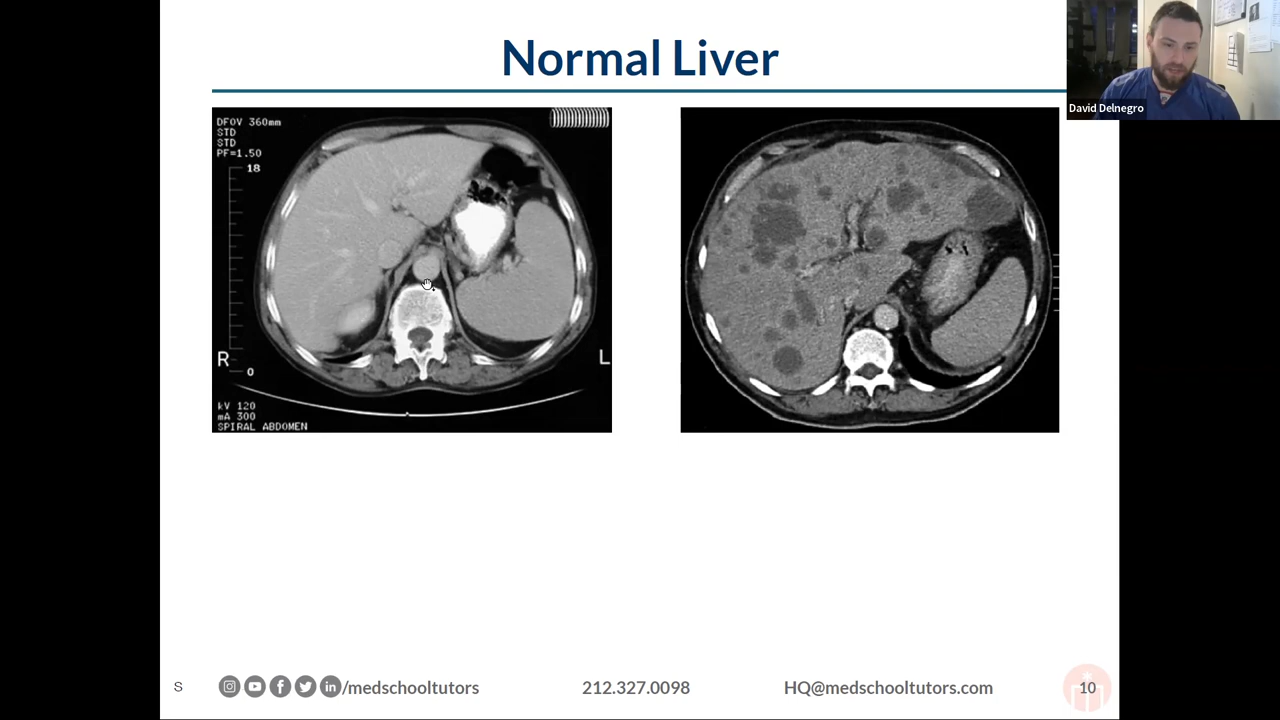 Normal Liver
David Delnegro
DFOV 360mm
STD
STD
PF=1.50
18
R
L
0
kV 120
mA 300
SPIRAL ABDOMEN
S
/medschooltutors
212.327.0098
HQ@medschooltutors.com
10